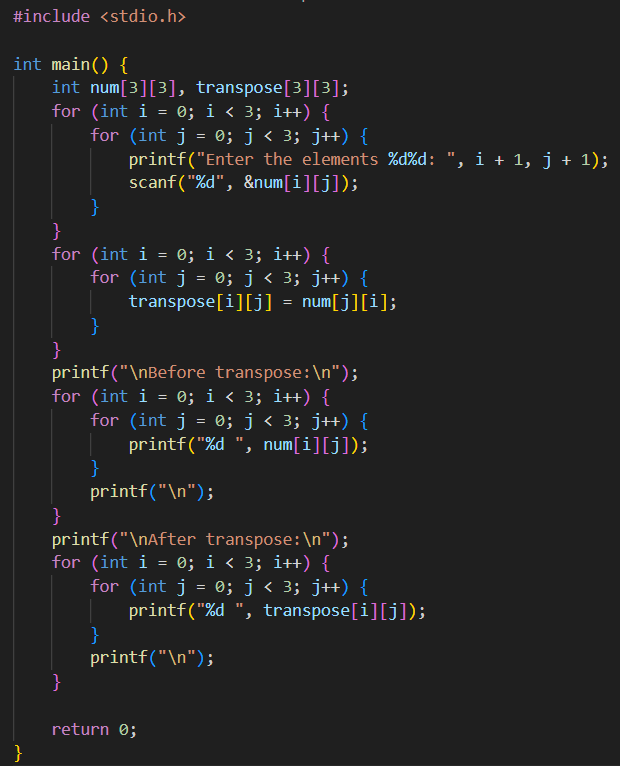 #include <stdio.h>

int main() {
    int num[3][3], transpose[3][3];
    for (int i = 0; i < 3; i++) {
        for (int j = 0; j < 3; j++) {
            printf("Enter the elements %d%d: ", i + 1, j + 1);
            scanf("%d", &num[i][j]);
        }
    }
    for (int i = 0; i < 3; i++) {
        for (int j = 0; j < 3; j++) {
            transpose[i][j] = num[j][i];
        }
    }
    printf("\nBefore transpose:\n");
    for (int i = 0; i < 3; i++) {
        for (int j = 0; j < 3; j++) {
            printf("%d ", num[i][j]);
        }
        printf("\n");
    }
    printf("\nAfter transpose:\n");
    for (int i = 0; i < 3; i++) {
        for (int j = 0; j < 3; j++) {
            printf("%d ", transpose[i][j]);
        }
        printf("\n");
    }

    return 0;
}